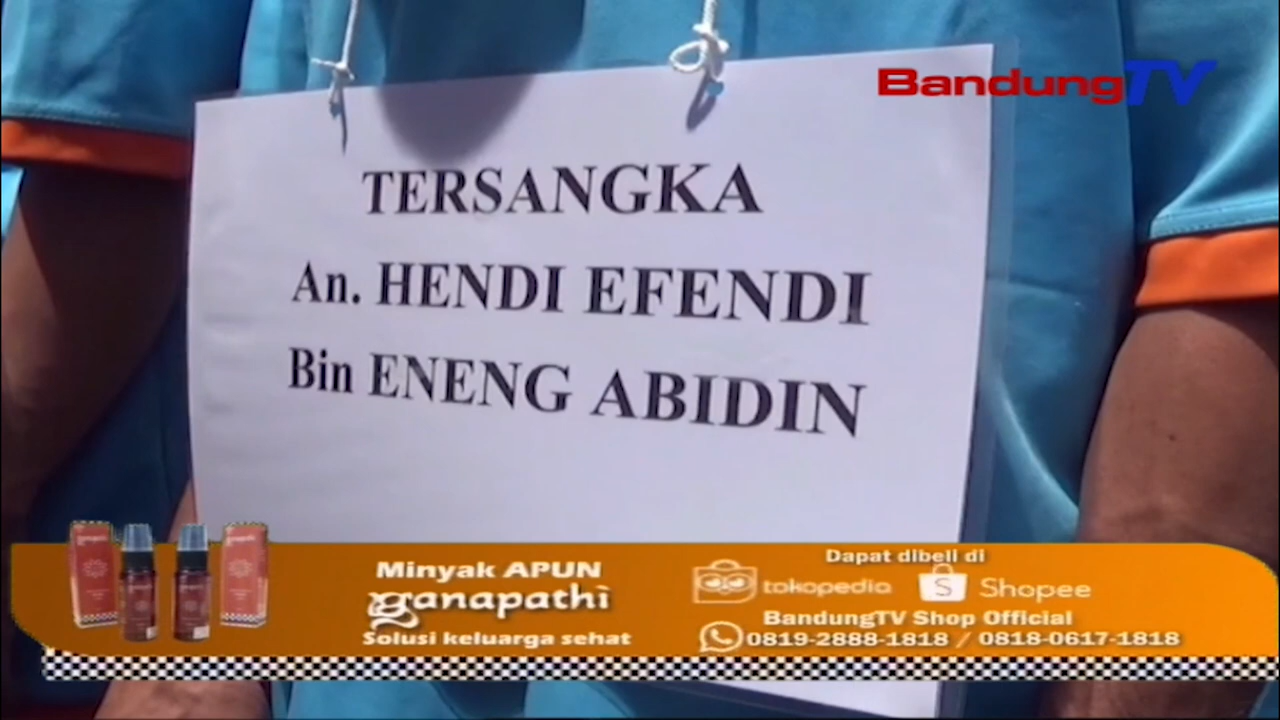 BandungTV
TERSANGKA
An. HENDI EFENDI
Bin ENENG ABIDIN
Minyak APUN
ganapathi
Solusi keluarga sehat
Dapat dibeli di
tokopedia
Shopee
BandungTV Shop Official
0819-2888-1818 / 0818-0617-1818